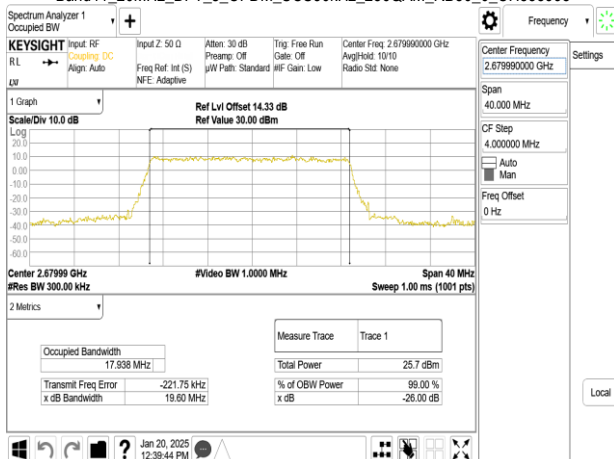 Spectrum Analyzer 1
Occupied BW
Frequency
KEYSIGHT
RL
Input: RF
Coupling: DC
Align: Auto
Input Z: 50 Ω
Freq Ref: Int (S)
NFE: Adaptive
Atten: 30 dB
Preamp: Off
µW Path: Standard
Trig: Free Run
Gate: Off
#IF Gain: Low
Center Freq: 2.679990000 GHz
Avg|Hold: 10/10
Radio Std: None
Center Frequency
2.679990000 GHz
Settings
Span
40.000 MHz
CF Step
4.000000 MHz
Auto
Man
Freq Offset
0 Hz
Local
1 Graph
Scale/Div 10.0 dB
Ref Lvl Offset 14.33 dB
Ref Value 30.00 dBm
Log
20.0
10.0
0.00
-10.0
-20.0
-30.0
-40.0
-50.0
-60.0
Center 2.67999 GHz
#Video BW 1.0000 MHz
Span 40 MHz
#Res BW 300.00 kHz
Sweep 1.00 ms (1001 pts)
2 Metrics
Measure Trace Trace 1
Occupied Bandwidth
17.938 MHz
Total Power 25.7 dBm
Transmit Freq Error -221.75 kHz
% of OBW Power 99.00 %
x dB Bandwidth 19.60 MHz
x dB -26.00 dB
Jan 20, 2025
12:39:44 PM